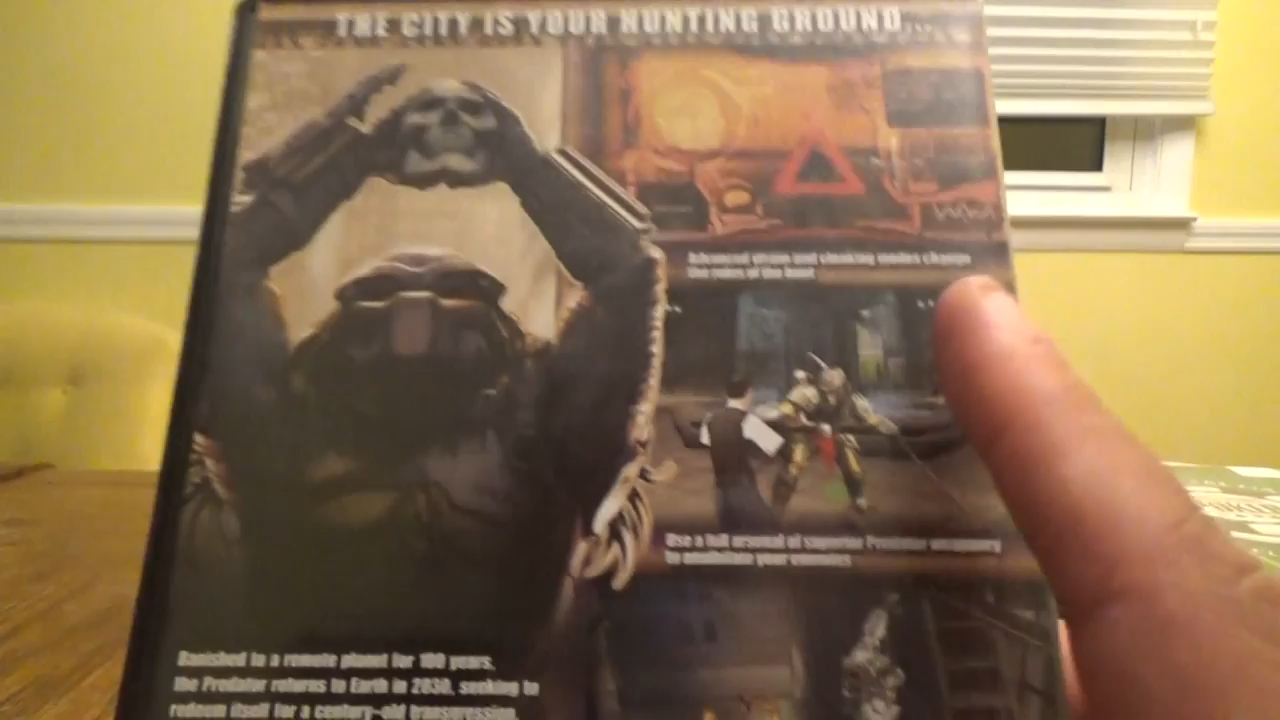 THE CITY IS YOUR HUNTING GROUND...
Advanced vision and cloaking modes change
the rules of the hunt
Use a full arsenal of superior Predator weaponry
to annihilate your enemies
Banished to a remote planet for 100 years,
the Predator returns to Earth in 2030, seeking to
redeem itself for a century-old transgression.